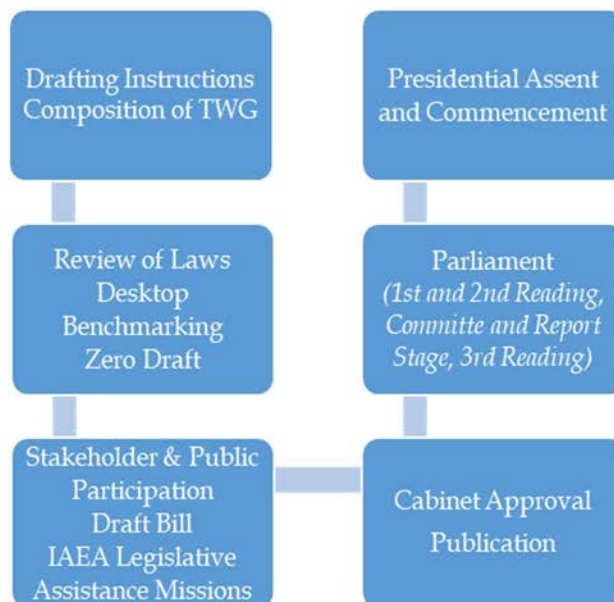 Drafting Instructions
Composition of TWG
Review of Laws
Desktop
Benchmarking
Zero Draft
Stakeholder & Public
Participation
Draft Bill
IAEA Legislative
Assistance Missions
Cabinet Approval
Publication
Parliament
(1st and 2nd Reading,
Committe and Report
Stage, 3rd Reading)
Presidential Assent
and Commencement